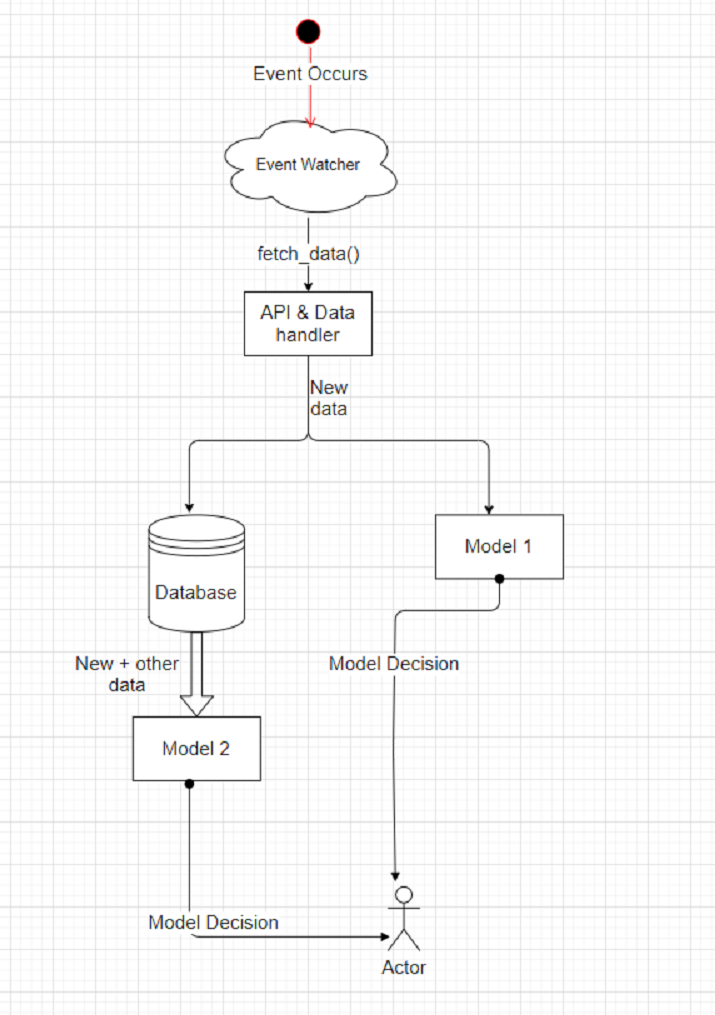 Event Occurs
Event Watcher
fetch_data()
API & Data
handler
New
data
Model 1
Database
New + other
data
Model Decision
Model 2
Model Decision
Actor